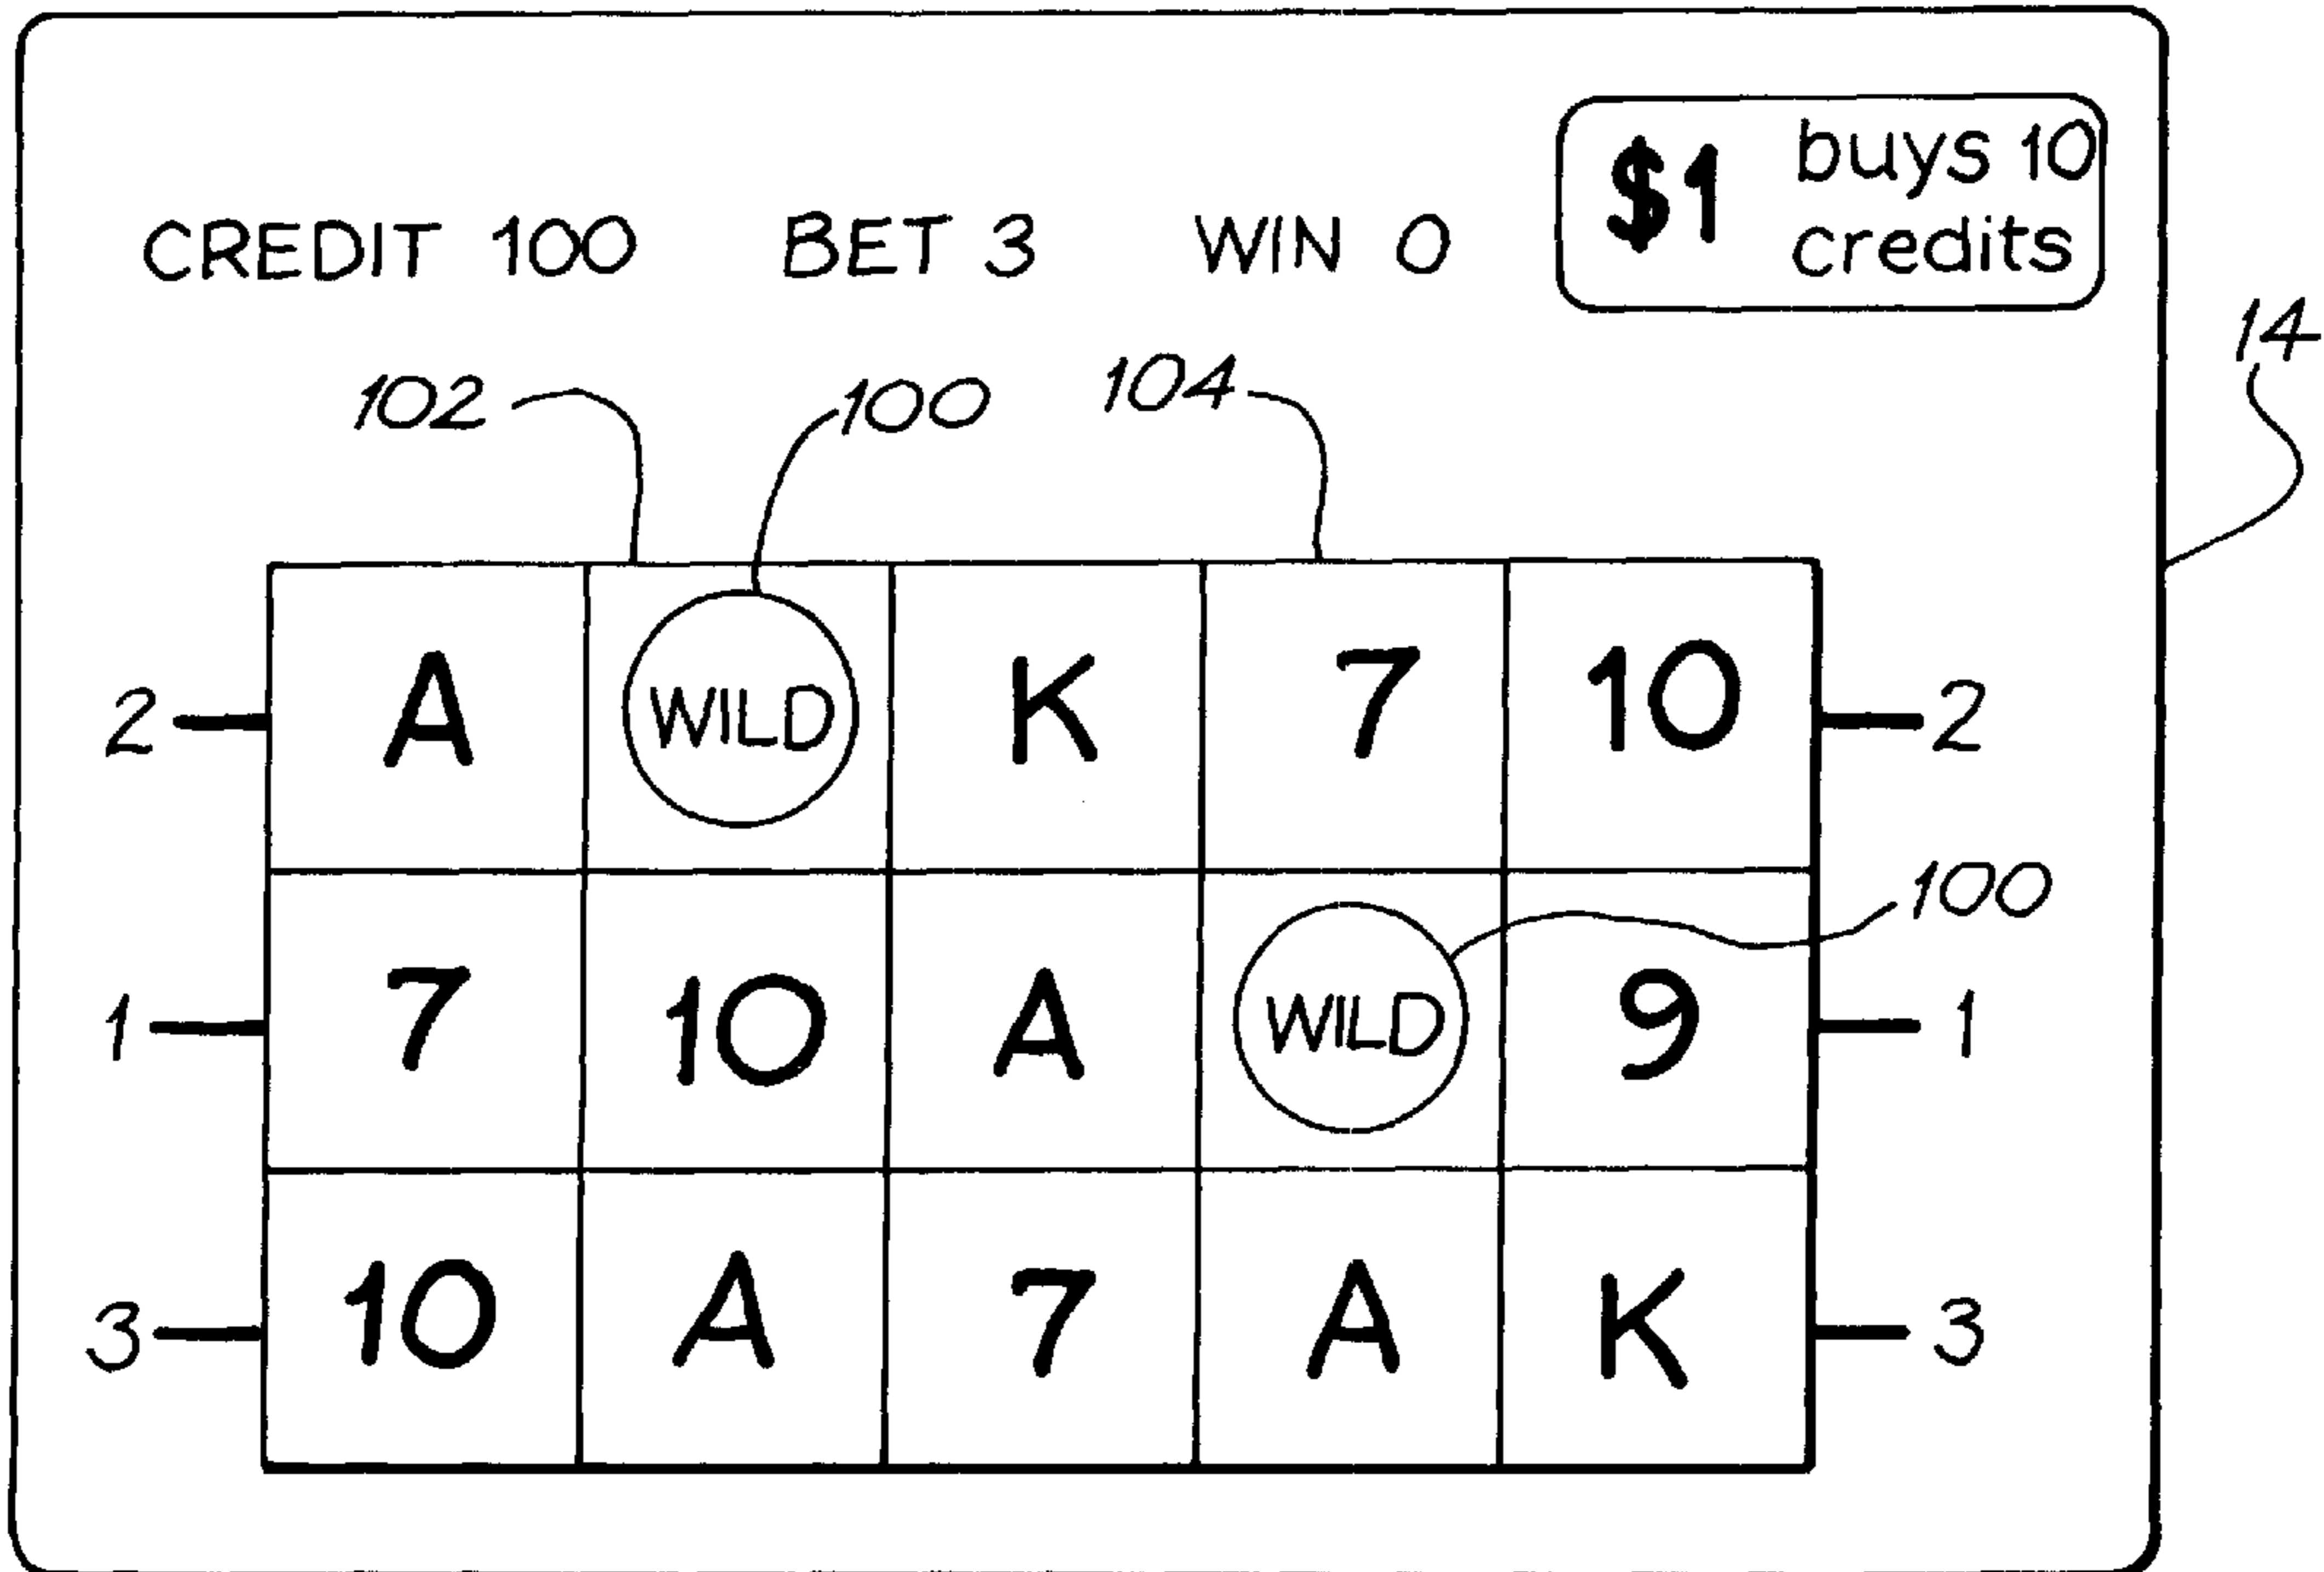 $1 buys 10
credits
CREDIT 100 BET 3 WIN 0
14
102 100 104
2 A WILD K 7 10 2
100
1 7 10 A WILD 9 1
3 10 A 7 A K 3